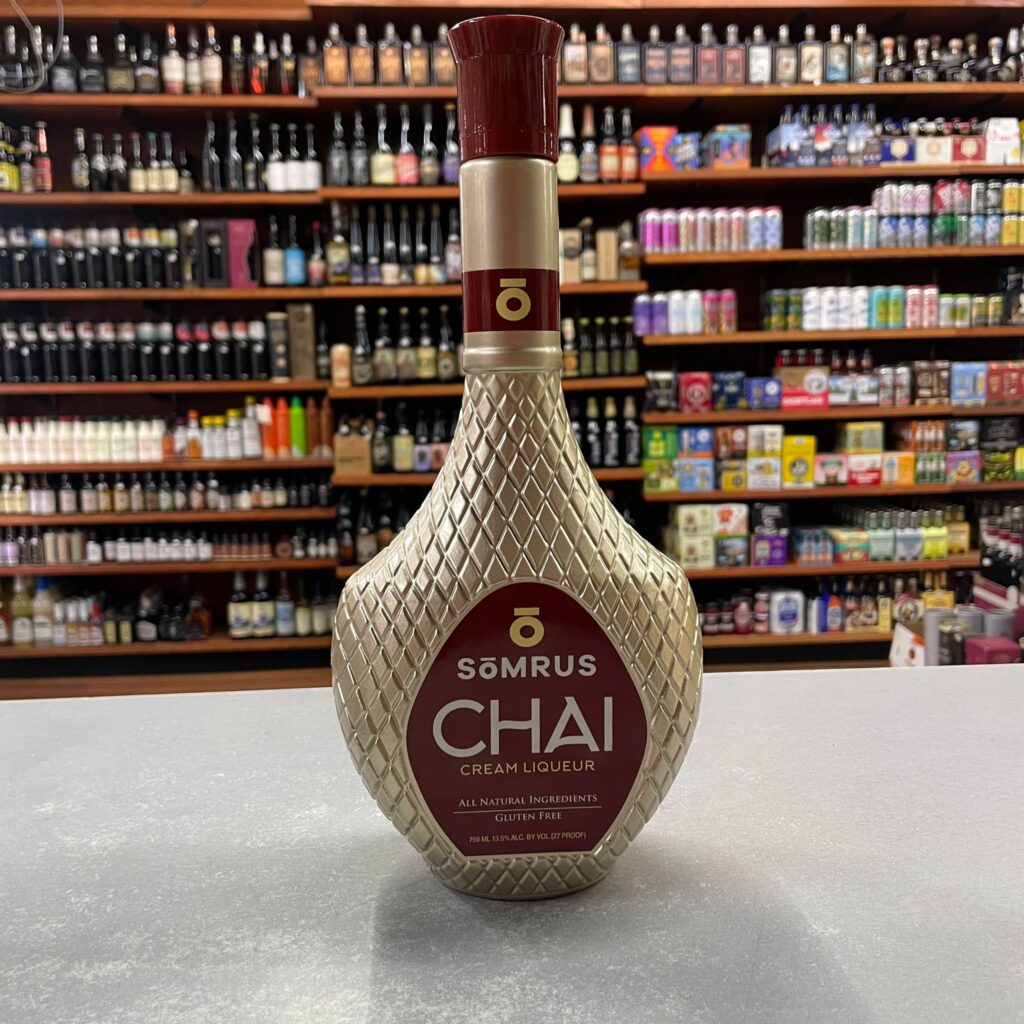 ō
ō
SōMRUS
CHAI
CREAM LIQUEUR
ALL NATURAL INGREDIENTS
GLUTEN FREE
750 ML 13.5% ALC. BY VOL.(27 PROOF)